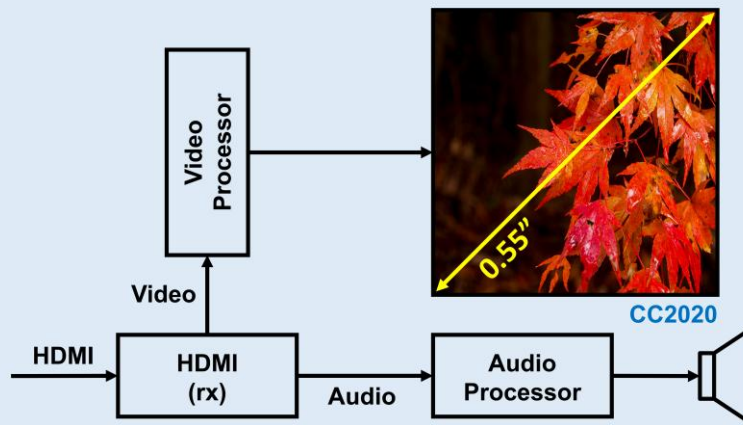 Video
Processor
0.55”
CC2020
Video
HDMI
HDMI
(rx)
Audio
Audio
Processor